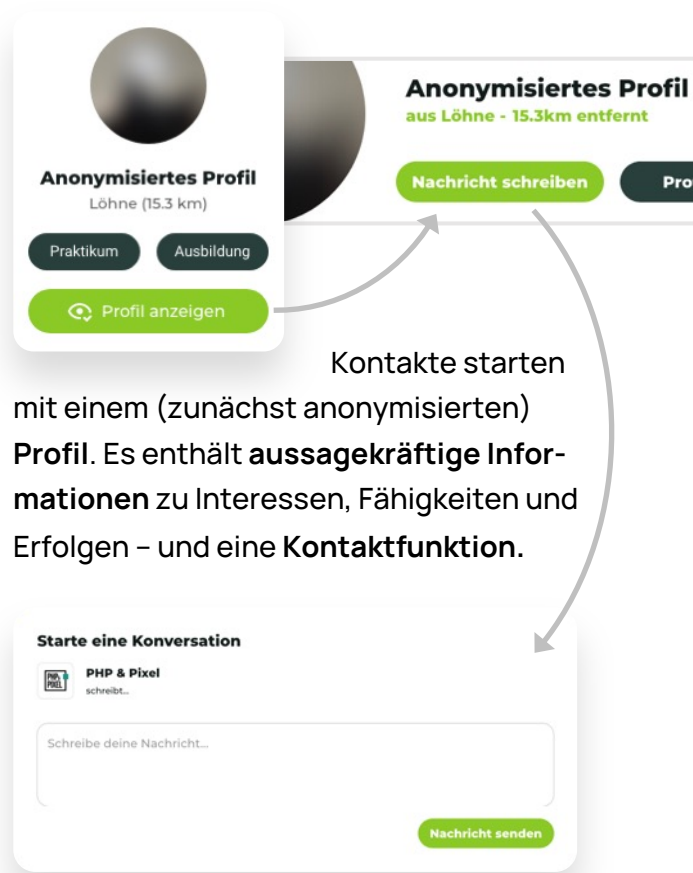 Anonymisiertes Profil
Löhne (15.3 km)
Praktikum
Ausbildung
Profil anzeigen
Anonymisiertes Profil
aus Löhne - 15.3km entfernt
Nachricht schreiben
Pro
Kontakte starten
mit einem (zunächst anonymisierten)
Profil. Es enthält aussagekräftige Infor-
mationen zu Interessen, Fähigkeiten und
Erfolgen – und eine Kontaktfunktion.
Starte eine Konversation
PHP & PIXEL
PHP & Pixel
schreibt...
Schreibe deine Nachricht...
Nachricht senden